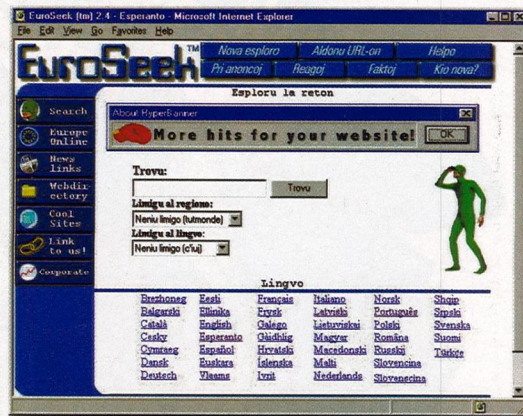 EuroSeek (tm) 2.4 - Esperanto - Microsoft Internet Explorer
File Edit View Go Favorites Help
EuroSeek™
Nova esploro Aldonu URL-on Helpo
Pri anoncoj Reagoj Faktoj Kio nova?
Esploru la reton
Search
Europe
Online
News
links
Webdir-
ectory
Cool
Sites
Link
to us!
Corporate
About HyperBanner
More hits for your website! OK
Trovu:
Trovu
Limigu al regiono:
Neniu limigo (tutmonde)
Limigu al lingvo:
Neniu limigo (c'iuj)
Lingvo
Brezhoneg Eesti Français Italiano Norsk Shqip
Balgarski Ellinika Frysk Latviski Português Srpski
Català English Galego Lietuviskai Polski Svenska
Cesky Esperanto Gàidhlig Magyar Româna Suomi
Cymraeg Español Hrvatski Macedonski Russkij Türkçe
Dansk Euskara Íslenska Malti Slovencina
Deutsch Vlaams Ivrit Nederlands Slovenscina